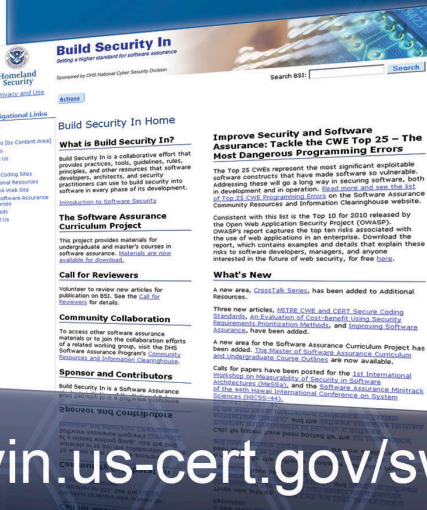 Build Security In
Setting a higher standard for software assurance
Homeland
Security
Sponsored by DHS National Cyber Security Division
Search BSI:
Search
Privacy and Use
Actions
igational Links
s [by Content Area]
Us
Coding Sites
onal Resources
A Web Site
oftware Assurance
Us
Build Security In Home
What is Build Security In?
Build Security In is a collaborative effort that
provides practices, tools, guidelines, rules,
principles, and other resources that software
developers, architects, and security
practitioners can use to build security into
software in every phase of its development.
Introduction to Software Security
The Software Assurance
Curriculum Project
This project provides materials for
undergraduate and master's courses in
software assurance. Materials are now
available for download.
Call for Reviewers
Volunteer to review new articles for
publication on BSI. See the Call for
Reviewers for details.
Community Collaboration
To access other software assurance
materials or to join the collaboration efforts
of a related working group, visit the DHS
Software Assurance Program's Community
Resources and Information Clearinghouse.
Sponsor and Contributors
Build Security In is a Software Assurance
Improve Security and Software
Assurance: Tackle the CWE Top 25 – The
Most Dangerous Programming Errors
The Top 25 CWEs represent the most significant exploitable
software constructs that have made software so vulnerable.
Addressing these will go a long way in securing software, both
in development and in operation. Read more and see the list
of Top 25 CWE Programming Errors on the Software Assurance
Community Resources and Information Clearinghouse website.
Consistent with this list is the Top 10 for 2010 released by
the Open Web Application Security Project (OWASP).
OWASP's report captures the top ten risks associated with
the use of web applications in an enterprise. Download the
report, which contains examples and details that explain these
risks to software developers, managers, and anyone
interested in the future of web security, for free here.
What's New
A new area, CrossTalk Series, has been added to Additional
Resources.
Three new articles, MITRE CWE and CERT Secure Coding
Standards, An Evaluation of Cost-Benefit Using Security
Requirements Prioritization Methods, and Improving Software
Assurance, have been added.
A new area for the Software Assurance Curriculum Project has
been added. The Master of Software Assurance Curriculum
and Undergraduate Course Outlines are now available.
Calls for papers have been posted for the 1st International
Workshop on Measurability of Security in Software
Architectures (MeSSa), and the Software Assurance Minitrack
of the 44th Hawaii International Conference on System
Sciences (HICSS-44).
in.us-cert.gov/sw